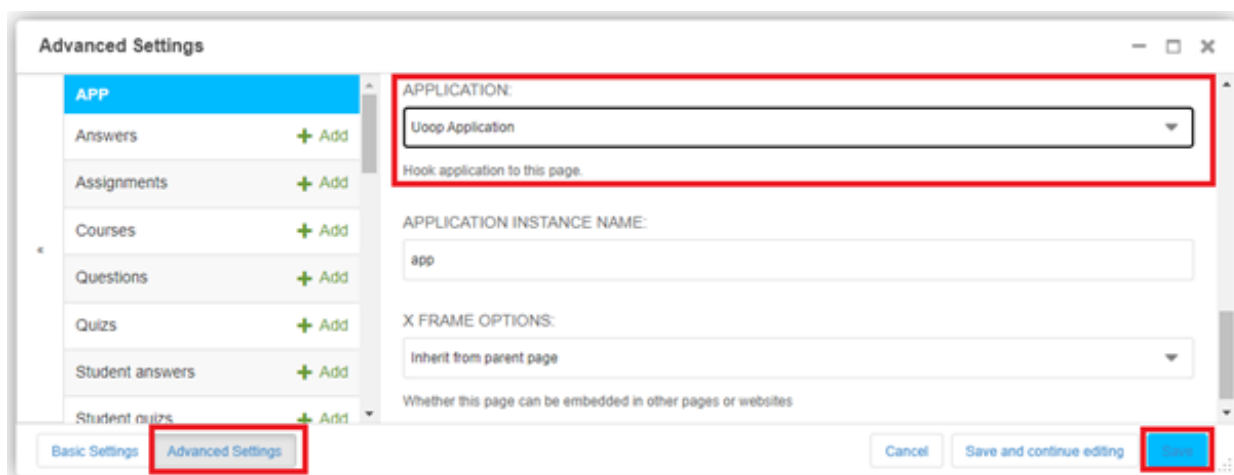 Advanced Settings
APP
Answers + Add
Assignments + Add
Courses + Add
Questions + Add
Quizs + Add
Student answers + Add
Student quizs + Add
APPLICATION:
Uoop Application
Hook application to this page.
APPLICATION INSTANCE NAME:
app
X FRAME OPTIONS:
Inherit from parent page
Whether this page can be embedded in other pages or websites
Basic Settings Advanced Settings Cancel Save and continue editing Save